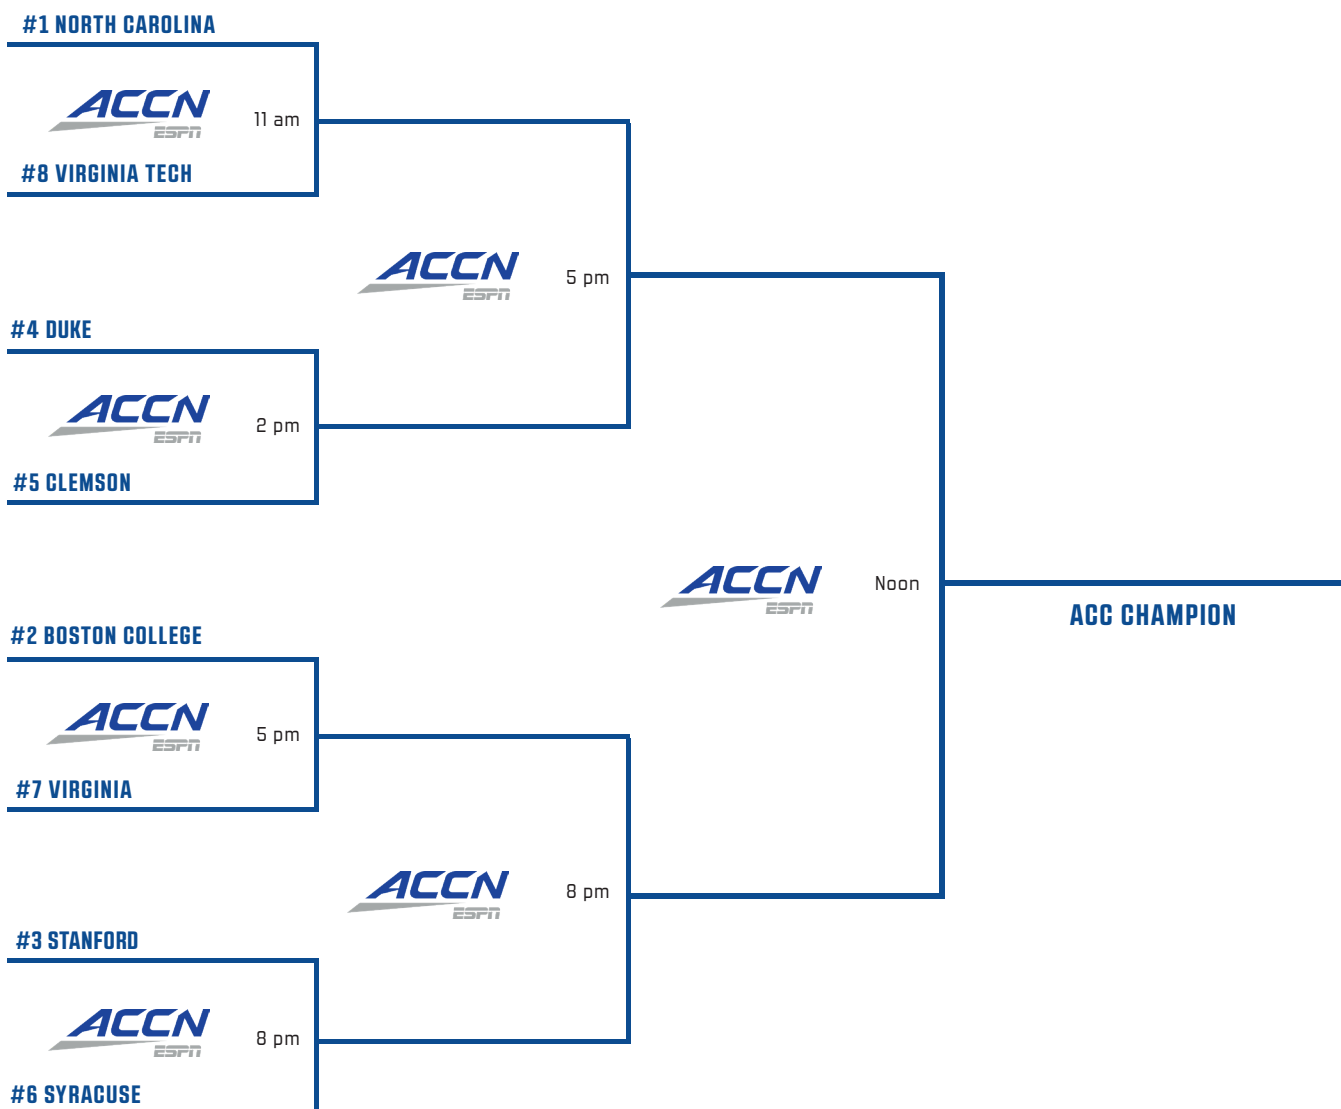 #1 NORTH CAROLINA
ACCN
ESPN
11 am
#8 VIRGINIA TECH
ACCN
ESPN
5 pm
#4 DUKE
ACCN
ESPN
2 pm
#5 CLEMSON
ACCN
ESPN
Noon
ACC CHAMPION
#2 BOSTON COLLEGE
ACCN
ESPN
5 pm
#7 VIRGINIA
ACCN
ESPN
8 pm
#3 STANFORD
ACCN
ESPN
8 pm
#6 SYRACUSE